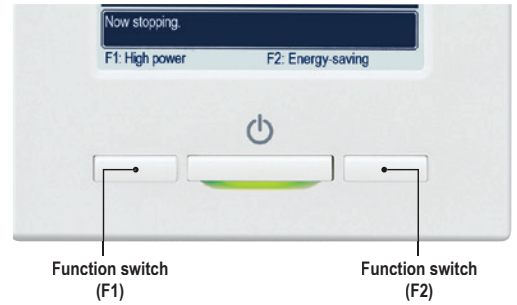 Now stopping.
F1: High power F2: Energy-saving
Function switch
(F1)
Function switch
(F2)